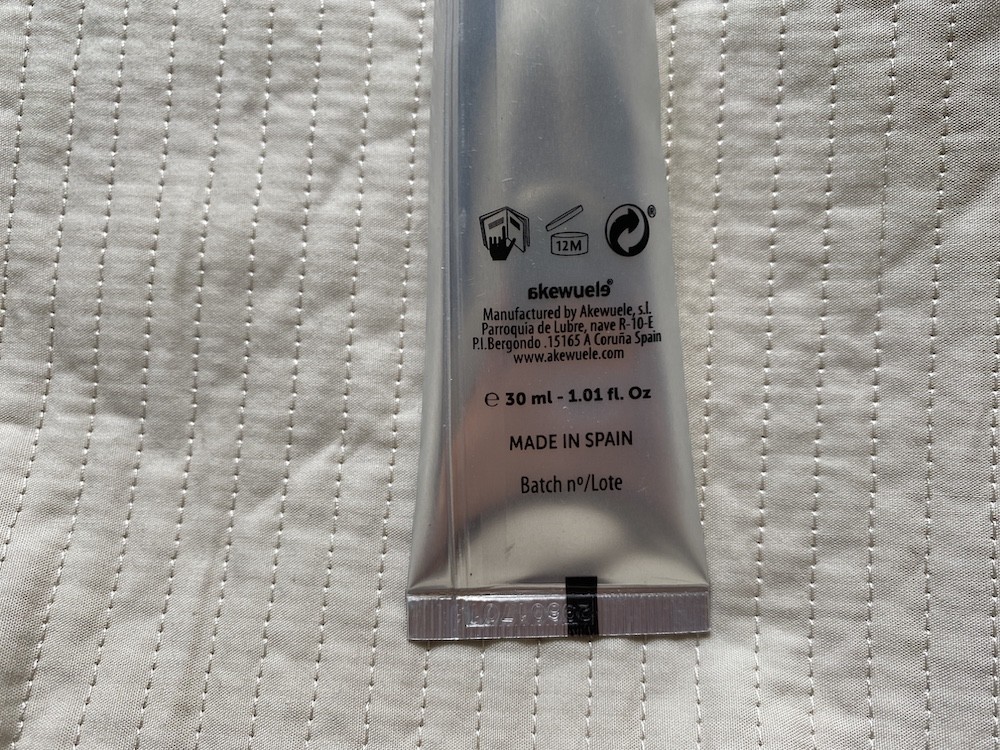 12M
®
akewuele®
Manufactured by Akewuele, s.l.
Parroquia de Lubre, nave R-10-E
P.I.Bergondo .15165 A Coruña Spain
www.akewuele.com
℮ 30 ml - 1.01 fl. Oz
MADE IN SPAIN
Batch nº/Lote